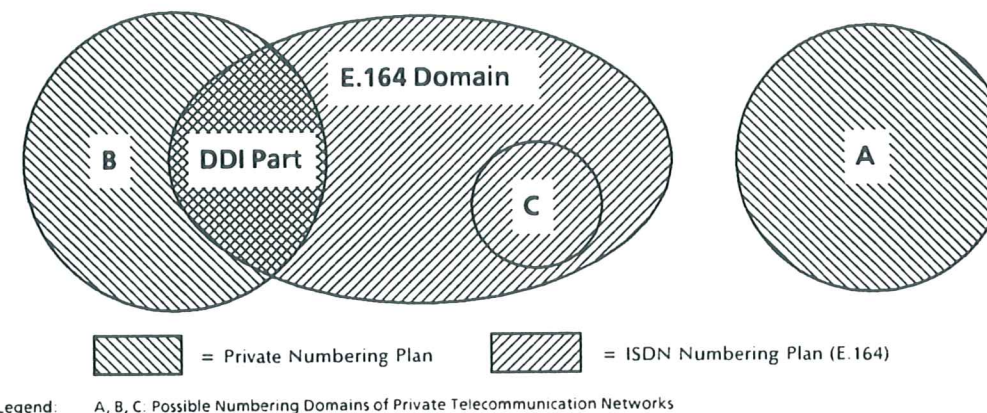 E.164 Domain
B
DDI Part
C
A
= Private Numbering Plan
= ISDN Numbering Plan (E.164)
Legend: A, B, C: Possible Numbering Domains of Private Telecommunication Networks